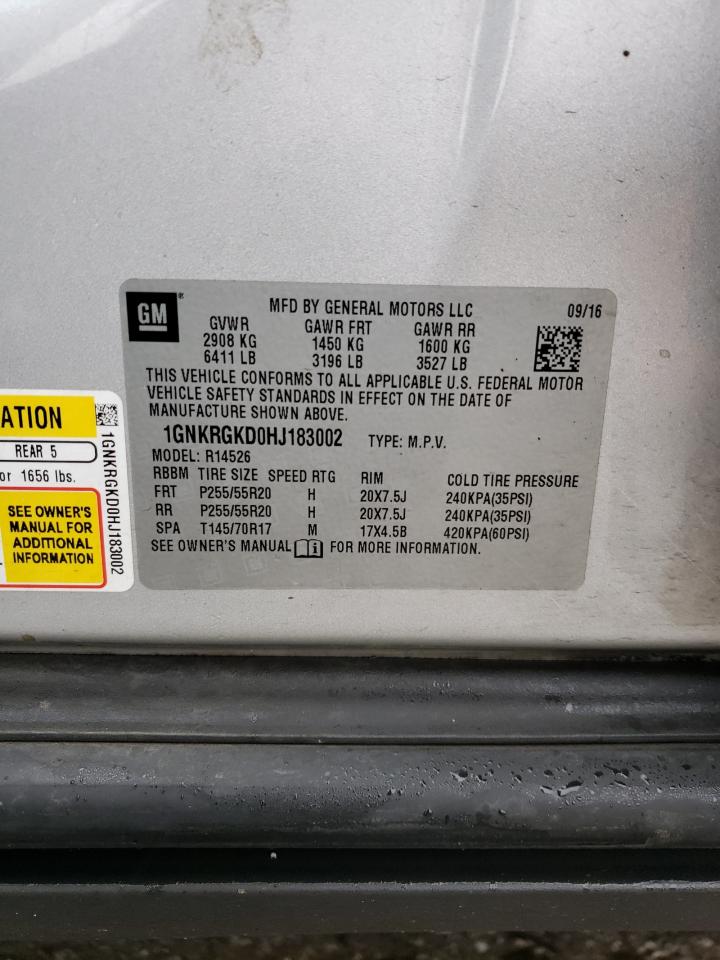 GM
®
MFD BY GENERAL MOTORS LLC 09/16
GVWR GAWR FRT GAWR RR
2908 KG 1450 KG 1600 KG
6411 LB 3196 LB 3527 LB
THIS VEHICLE CONFORMS TO ALL APPLICABLE U.S. FEDERAL MOTOR
VEHICLE SAFETY STANDARDS IN EFFECT ON THE DATE OF
MANUFACTURE SHOWN ABOVE.
1GNKRGKD0HJ183002 TYPE: M.P.V.
MODEL: R14526
RBBM TIRE SIZE SPEED RTG RIM COLD TIRE PRESSURE
FRT P255/55R20 H 20X7.5J 240KPA(35PSI)
RR P255/55R20 H 20X7.5J 240KPA(35PSI)
SPA T145/70R17 M 17X4.5B 420KPA(60PSI)
SEE OWNER'S MANUAL i FOR MORE INFORMATION.
ATION
REAR 5
or 1656 lbs.
SEE OWNER'S
MANUAL FOR
ADDITIONAL
INFORMATION
1GNKRGKD0HJ183002